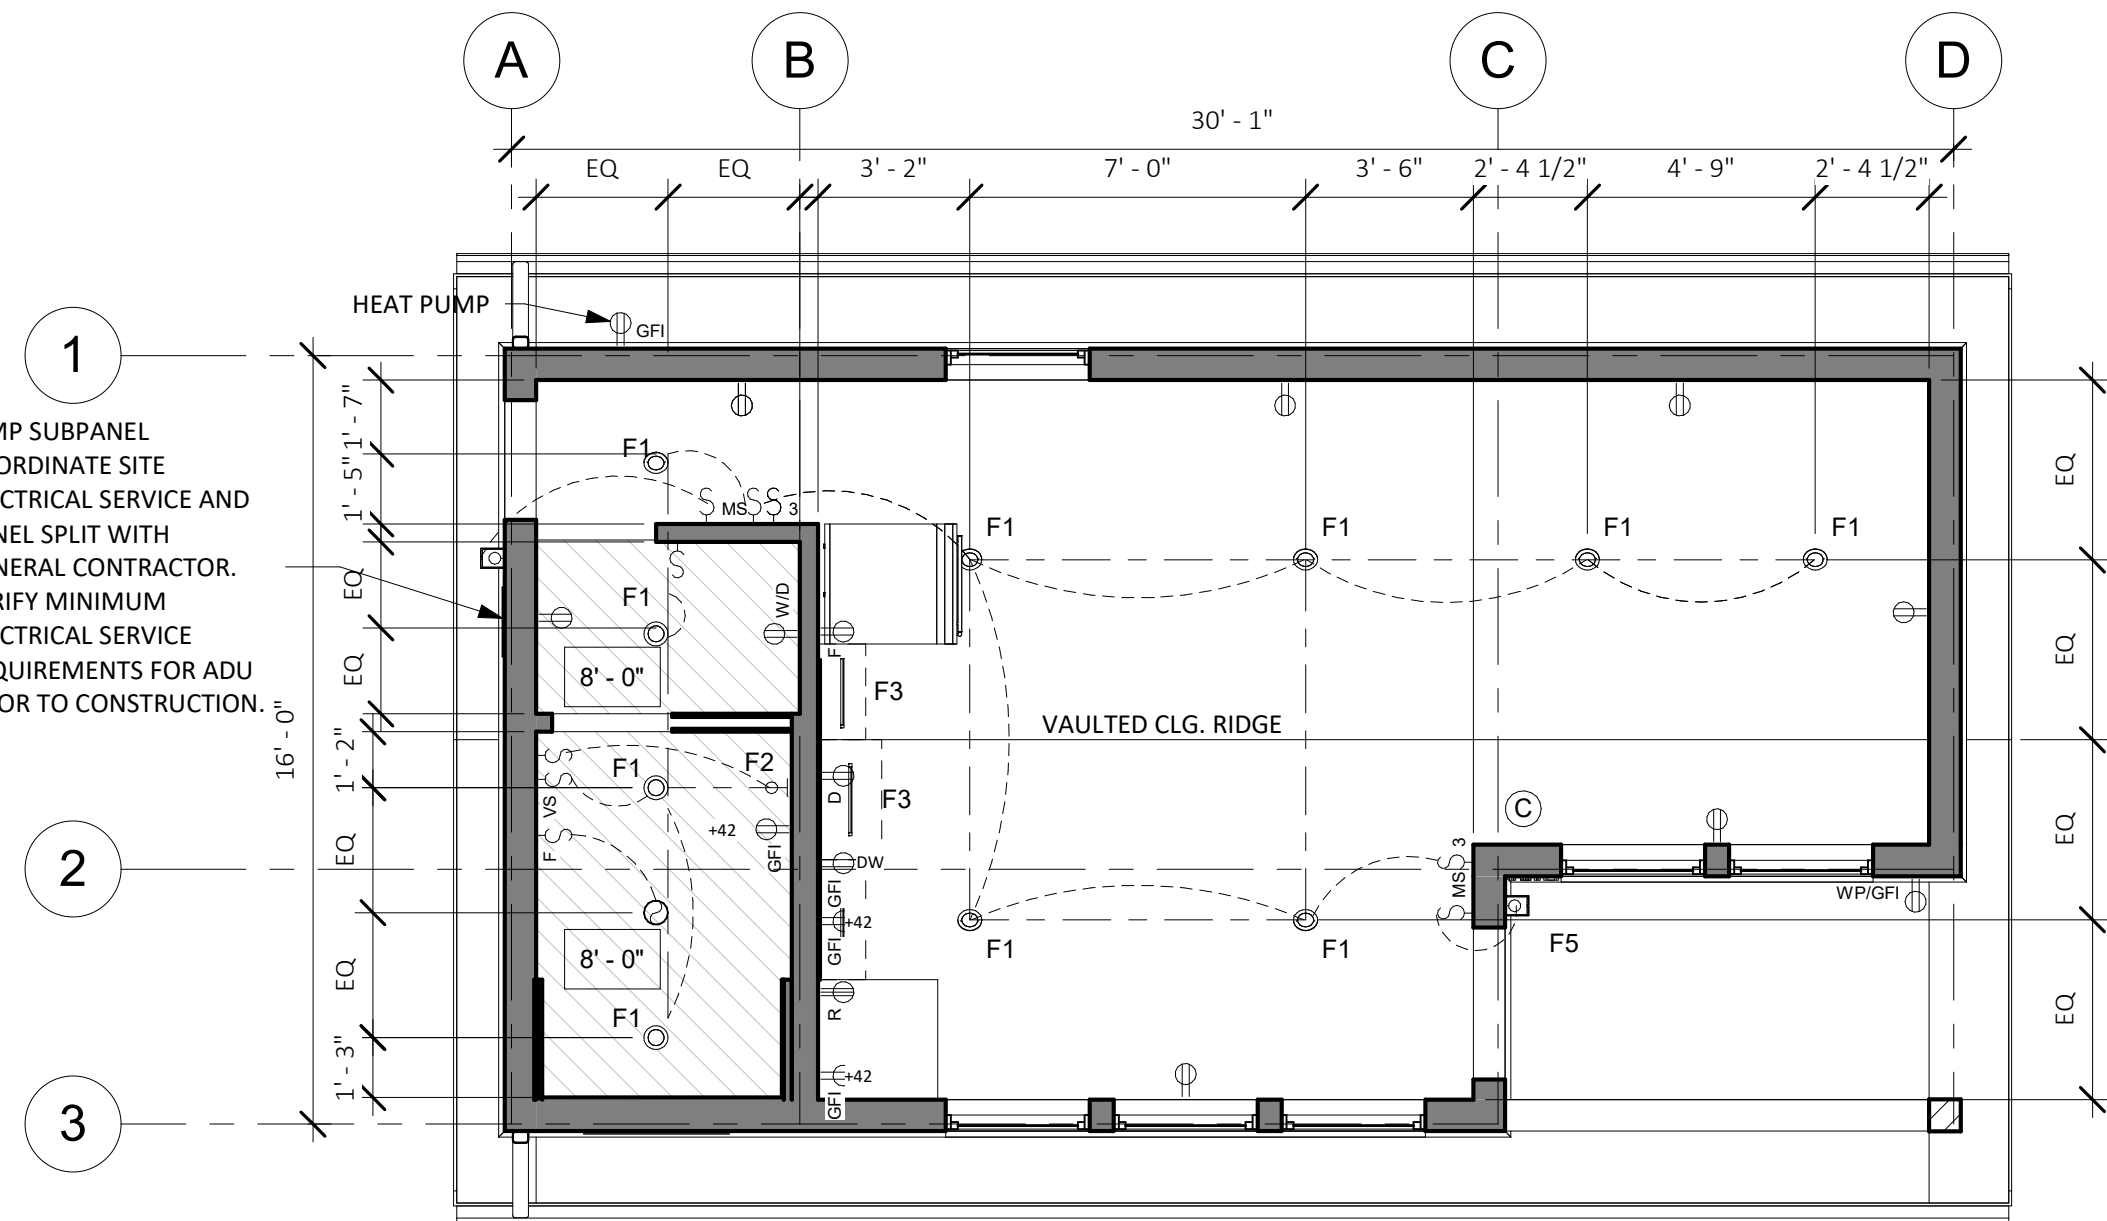 A
B
C
D
30' - 1"
EQ
EQ
3' - 2"
7' - 0"
3' - 6"
2' - 4 1/2"
4' - 9"
2' - 4 1/2"
HEAT PUMP
GFI
1
1' - 7"
MP SUBPANEL
ORDINATE SITE
CTRICAL SERVICE AND
NEL SPLIT WITH
NERAL CONTRACTOR.
RIFY MINIMUM
CTRICAL SERVICE
QUIREMENTS FOR ADU
OR TO CONSTRUCTION.
1' - 5"
EQ
EQ
16' - 0"
1' - 2"
EQ
EQ
1' - 3"
F1
MS
3
F1
F1
F1
F1
EQ
F1
W/D
8' - 0"
F
F3
EQ
VAULTED CLG. RIDGE
F1
F2
VS
D
F3
C
EQ
+42
F
GFI
DW
GFI
3
MS
2
+42
GFI
WP/GFI
8' - 0"
F1
F1
F5
EQ
F1
R
+42
GFI
3